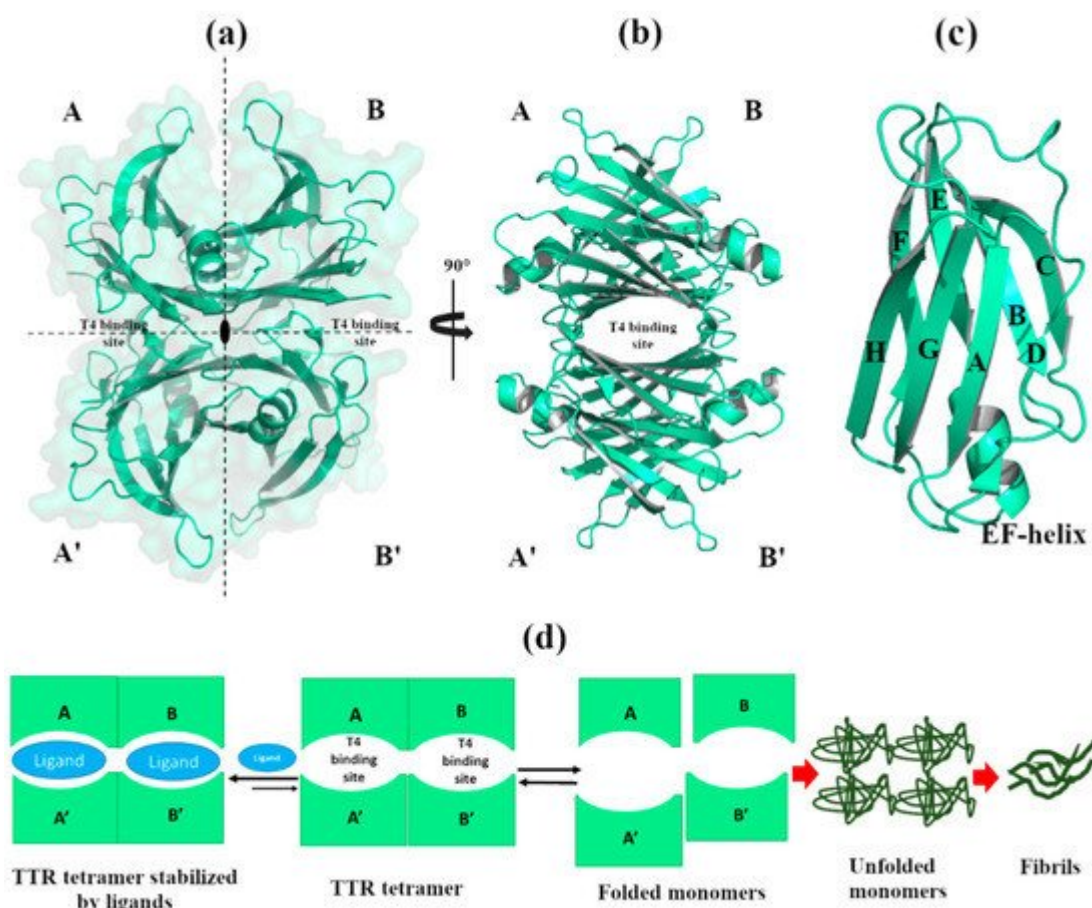 (a)
(b)
(c)
A
B
A
B
T4 binding
site
T4 binding
site
90°
T4 binding
site
A'
B'
A'
B'
E
F
C
B
H
G
A
D
EF-helix
(d)
A
B
Ligand
Ligand
A'
B'
Ligand
A
B
T4
binding
site
T4
binding
site
A'
B'
A
B
A'
B'
TTR tetramer stabilized
by ligands
TTR tetramer
Folded monomers
Unfolded
monomers
Fibrils